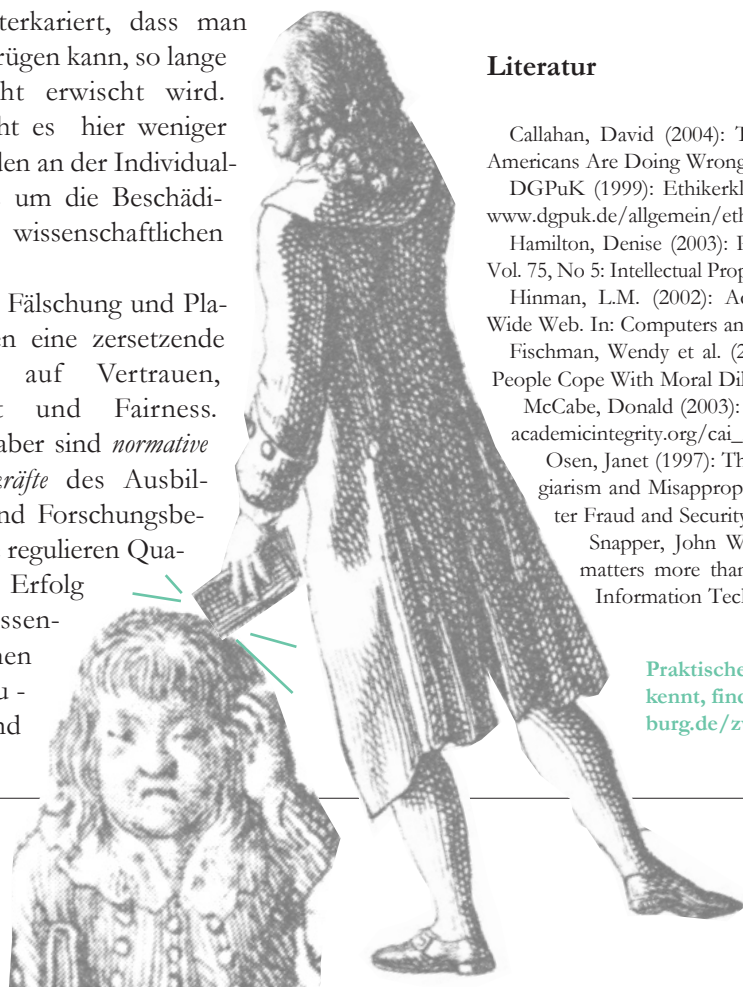 terkariert, dass man
rügen kann, so lange
ht erwischt wird.
ht es hier weniger
len an der Individual-
um die Beschädi-
wissenschaftlichen
Fälschung und Pla-
en eine zersetzende
auf Vertrauen,
t und Fairness.
aber sind normative
kräfte des Ausbil-
nd Forschungsbe-
regulieren Qua-
Erfolg
ssen-
nen
u -
nd
Literatur
Callahan, David (2004): T
Americans Are Doing Wrong
DGPuK (1999): Ethikerkl
www.dgpuk.de/allgemein/eth
Hamilton, Denise (2003): P
Vol. 75, No 5: Intellectual Prop
Hinman, L.M. (2002): Ac
Wide Web. In: Computers an
Fischman, Wendy et al. (2
People Cope With Moral Dil
McCabe, Donald (2003):
academicintegrity.org/cai_
Osen, Janet (1997): Th
giarism and Misapprop
ter Fraud and Security
Snapper, John W
matters more than
Information Tech
Praktische
kennt, find
burg.de/z